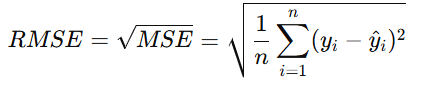 RMSE = √MSE = √(1/n ∑_{i=1}^{n} (y_i − ŷ_i)²)